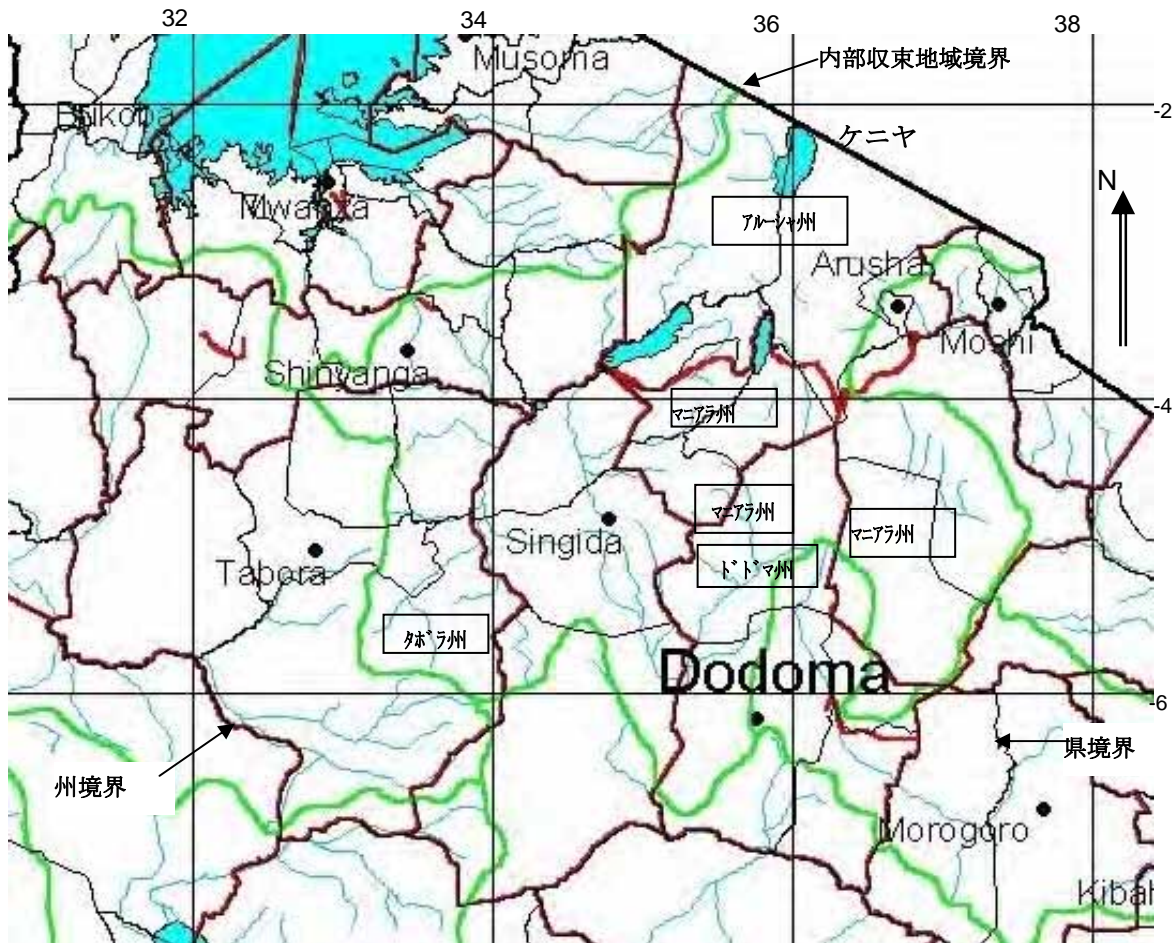 32 34 36 38
Musoma
内部収束地域境界
-2
ケニヤ
N
Mwanza
アルーシャ州
Arusha
Moshi
Shinyanga
-4
マニアラ州
マニアラ州
マニアラ州
Singida
Tabora
ドドマ州
タボラ州
Dodoma
-6
州境界
県境界
Morogoro
Kibah